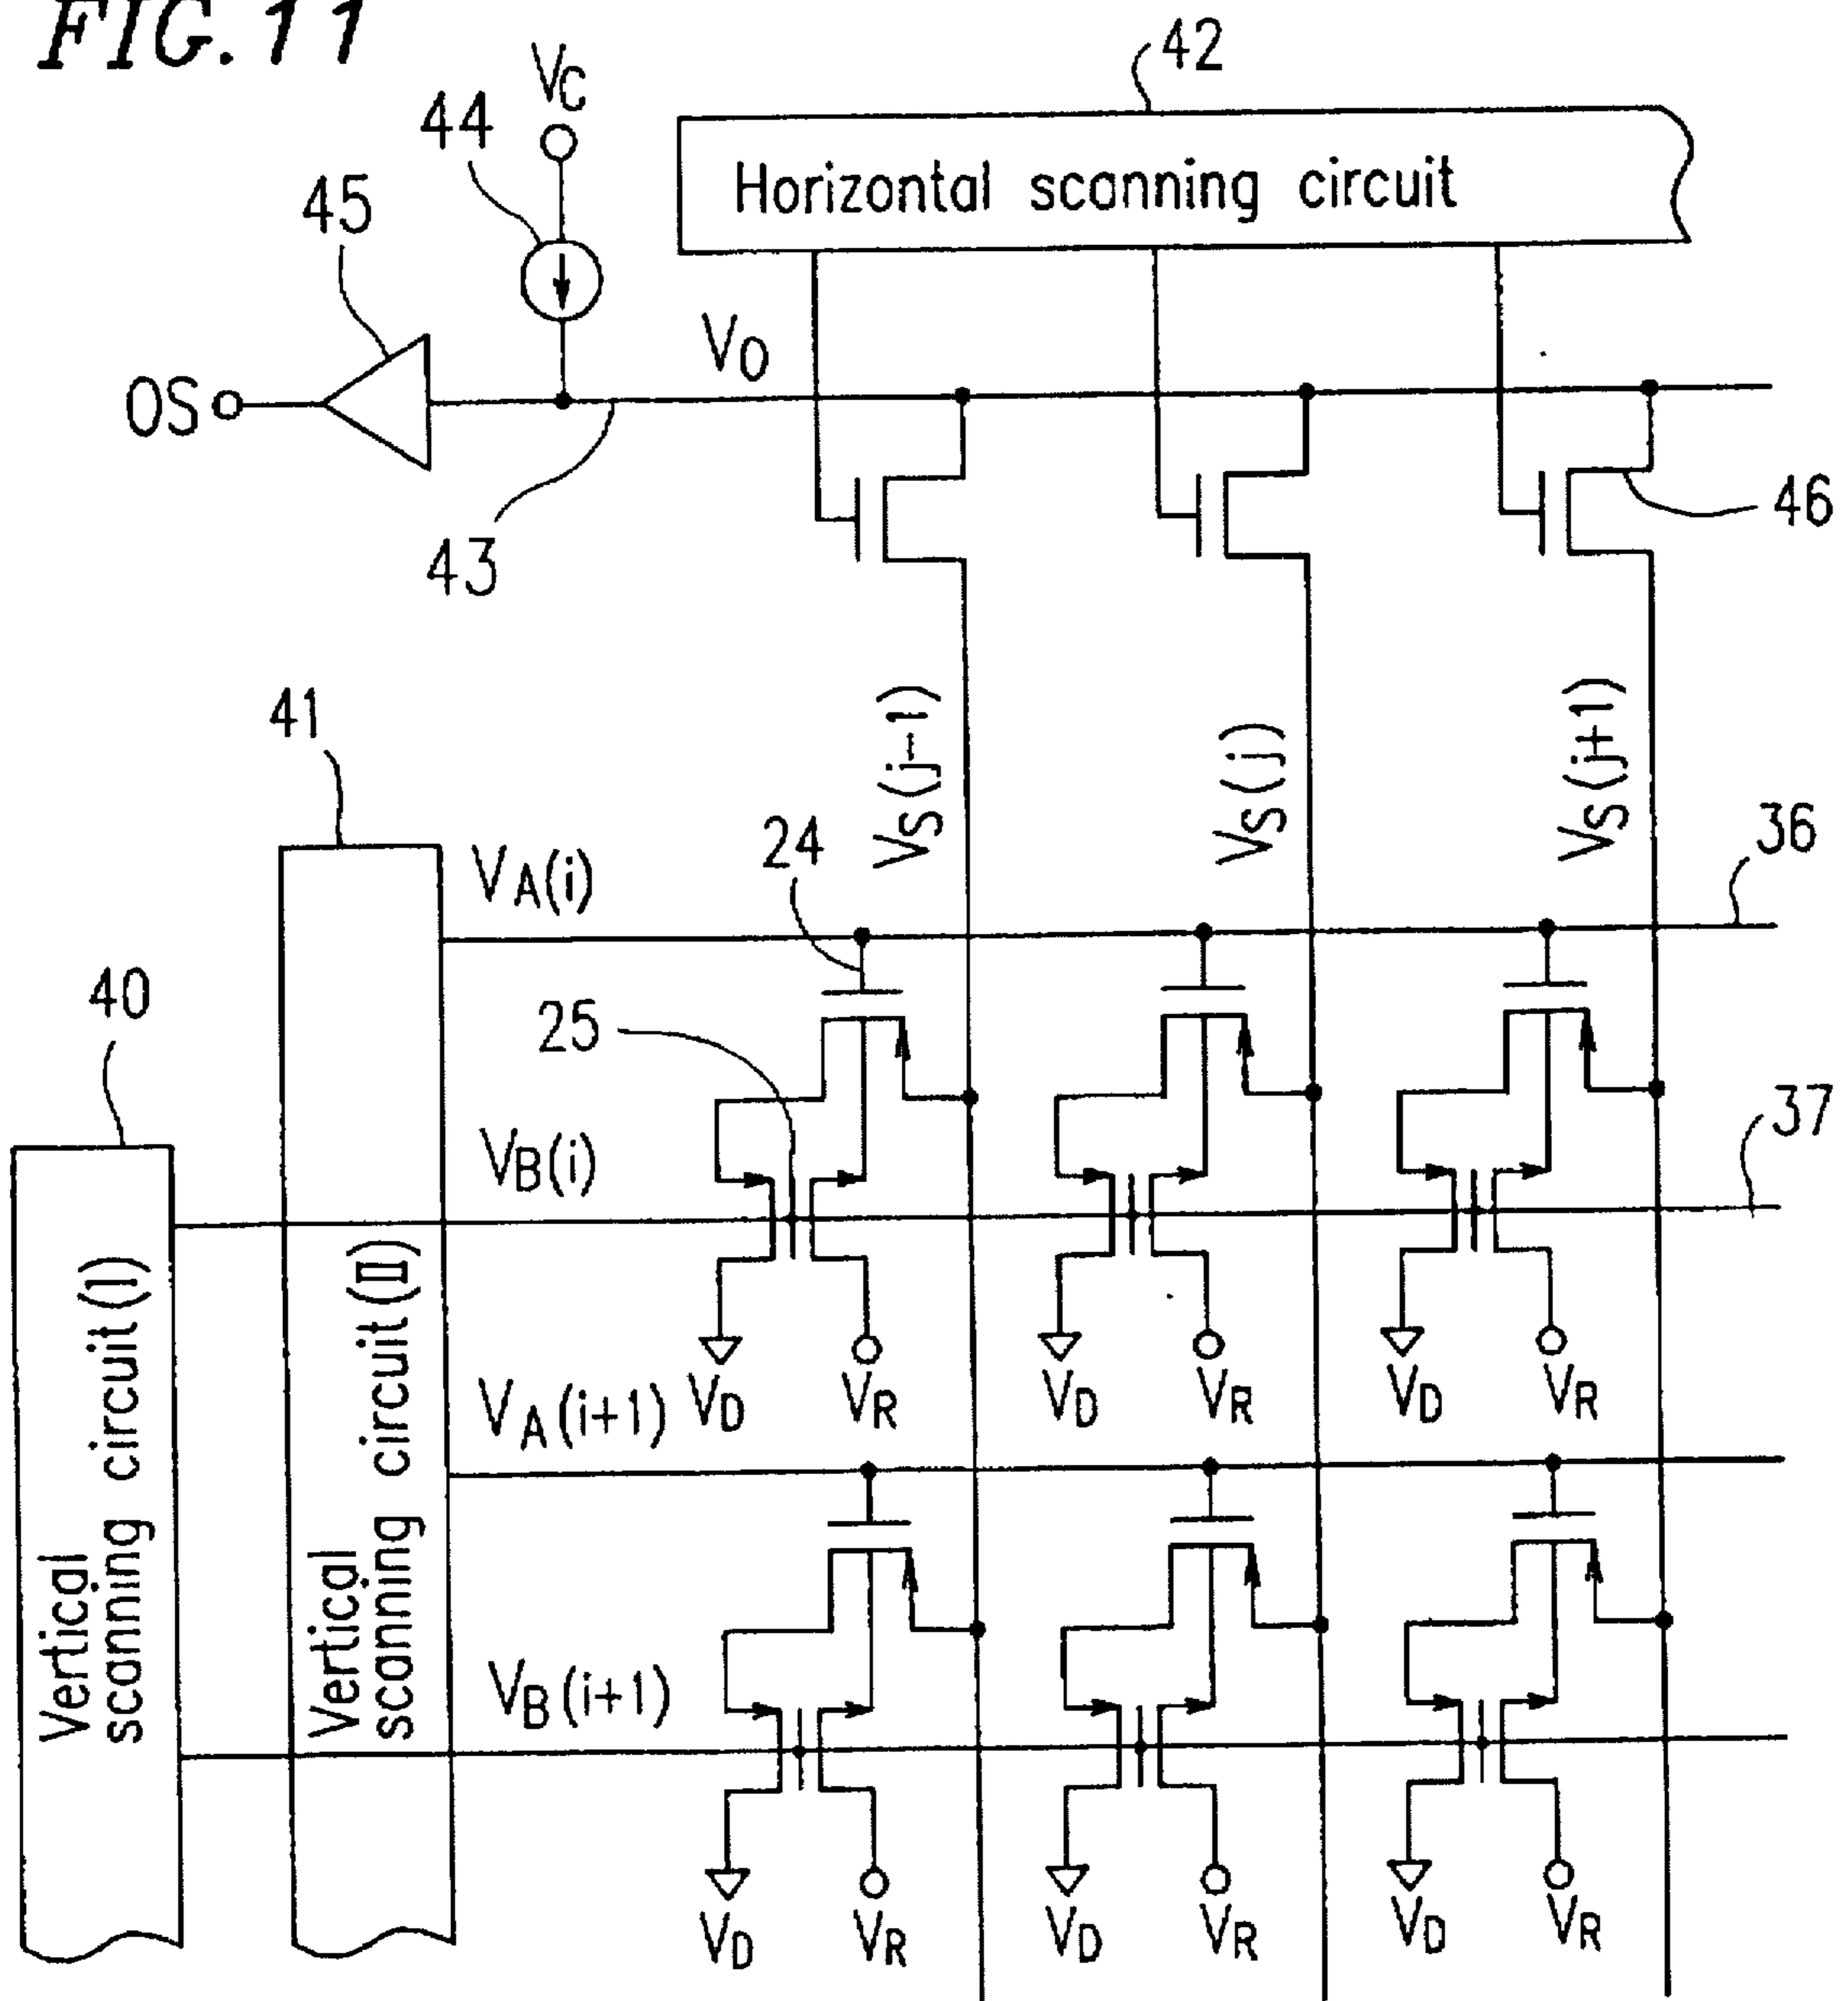 FIG. 11
42
VC
44
Horizontal scanning circuit
45
VO
OS
46
43
41
VS(j-1)
VS(j)
VS(j+1)
24
36
VA(i)
40
25
37
VB(i)
Vertical scanning circuit(I)
Vertical scanning circuit(II)
VD VR VD VR VD VR
VA(i+1)
VB(i+1)
VD VR VD VR VD VR